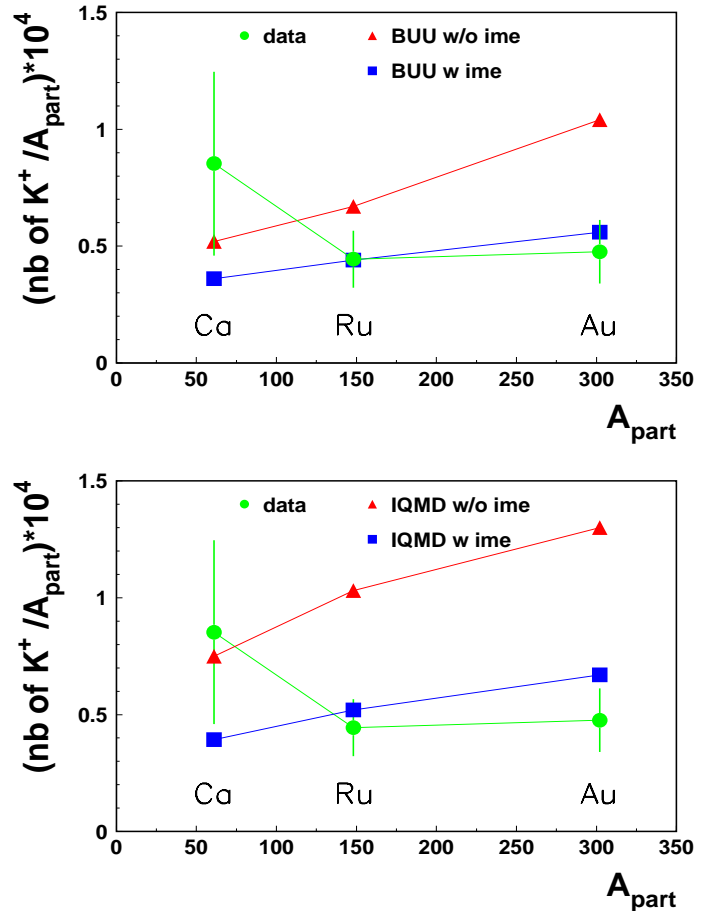 (nb of K+ /Apart)*10^4
data
BUU w/o ime
BUU w ime
1.5
1
0.5
0
Ca
Ru
Au
0 50 100 150 200 250 300 350
Apart
(nb of K+ /Apart)*10^4
data
IQMD w/o ime
IQMD w ime
1.5
1
0.5
0
Ca
Ru
Au
0 50 100 150 200 250 300 350
Apart